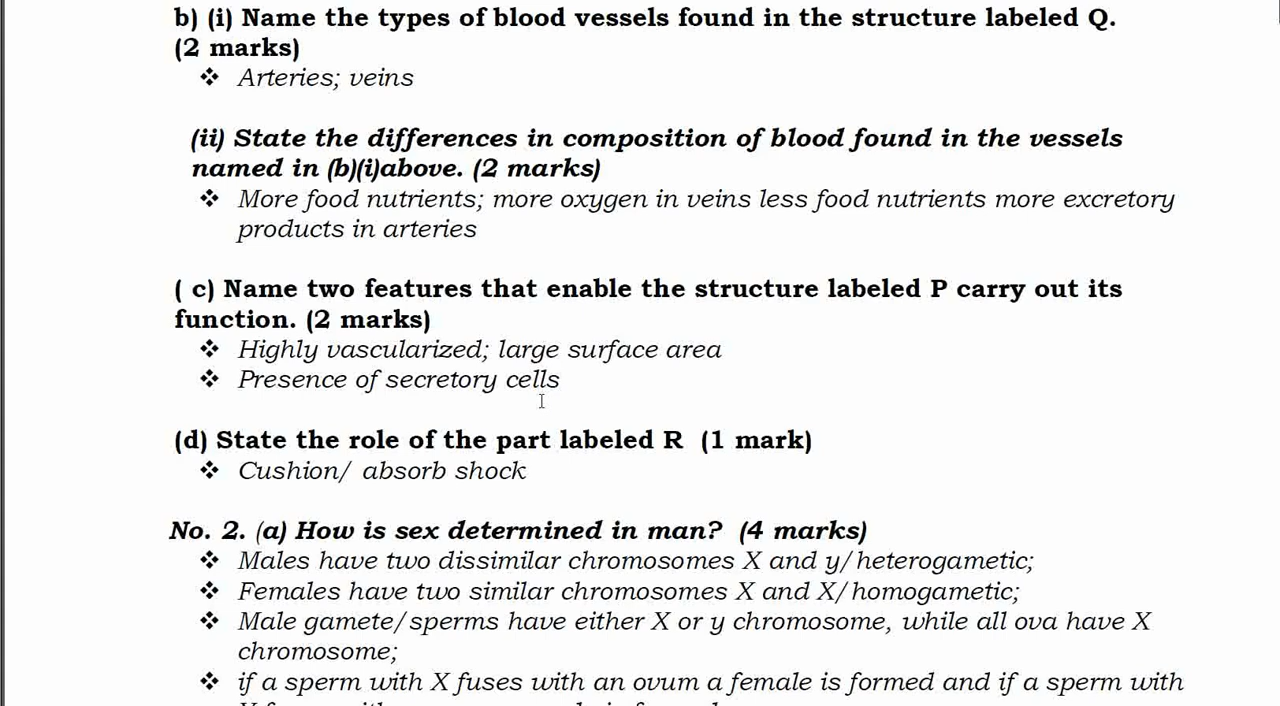 b) (i) Name the types of blood vessels found in the structure labeled Q.
(2 marks)
❖ Arteries; veins
(ii) State the differences in composition of blood found in the vessels
named in (b)(i)above. (2 marks)
❖ More food nutrients; more oxygen in veins less food nutrients more excretory
products in arteries
( c) Name two features that enable the structure labeled P carry out its
function. (2 marks)
❖ Highly vascularized; large surface area
❖ Presence of secretory cells
(d) State the role of the part labeled R (1 mark)
❖ Cushion/ absorb shock
No. 2. (a) How is sex determined in man? (4 marks)
❖ Males have two dissimilar chromosomes X and y/heterogametic;
❖ Females have two similar chromosomes X and X/homogametic;
❖ Male gamete/sperms have either X or y chromosome, while all ova have X
chromosome;
❖ if a sperm with X fuses with an ovum a female is formed and if a sperm with